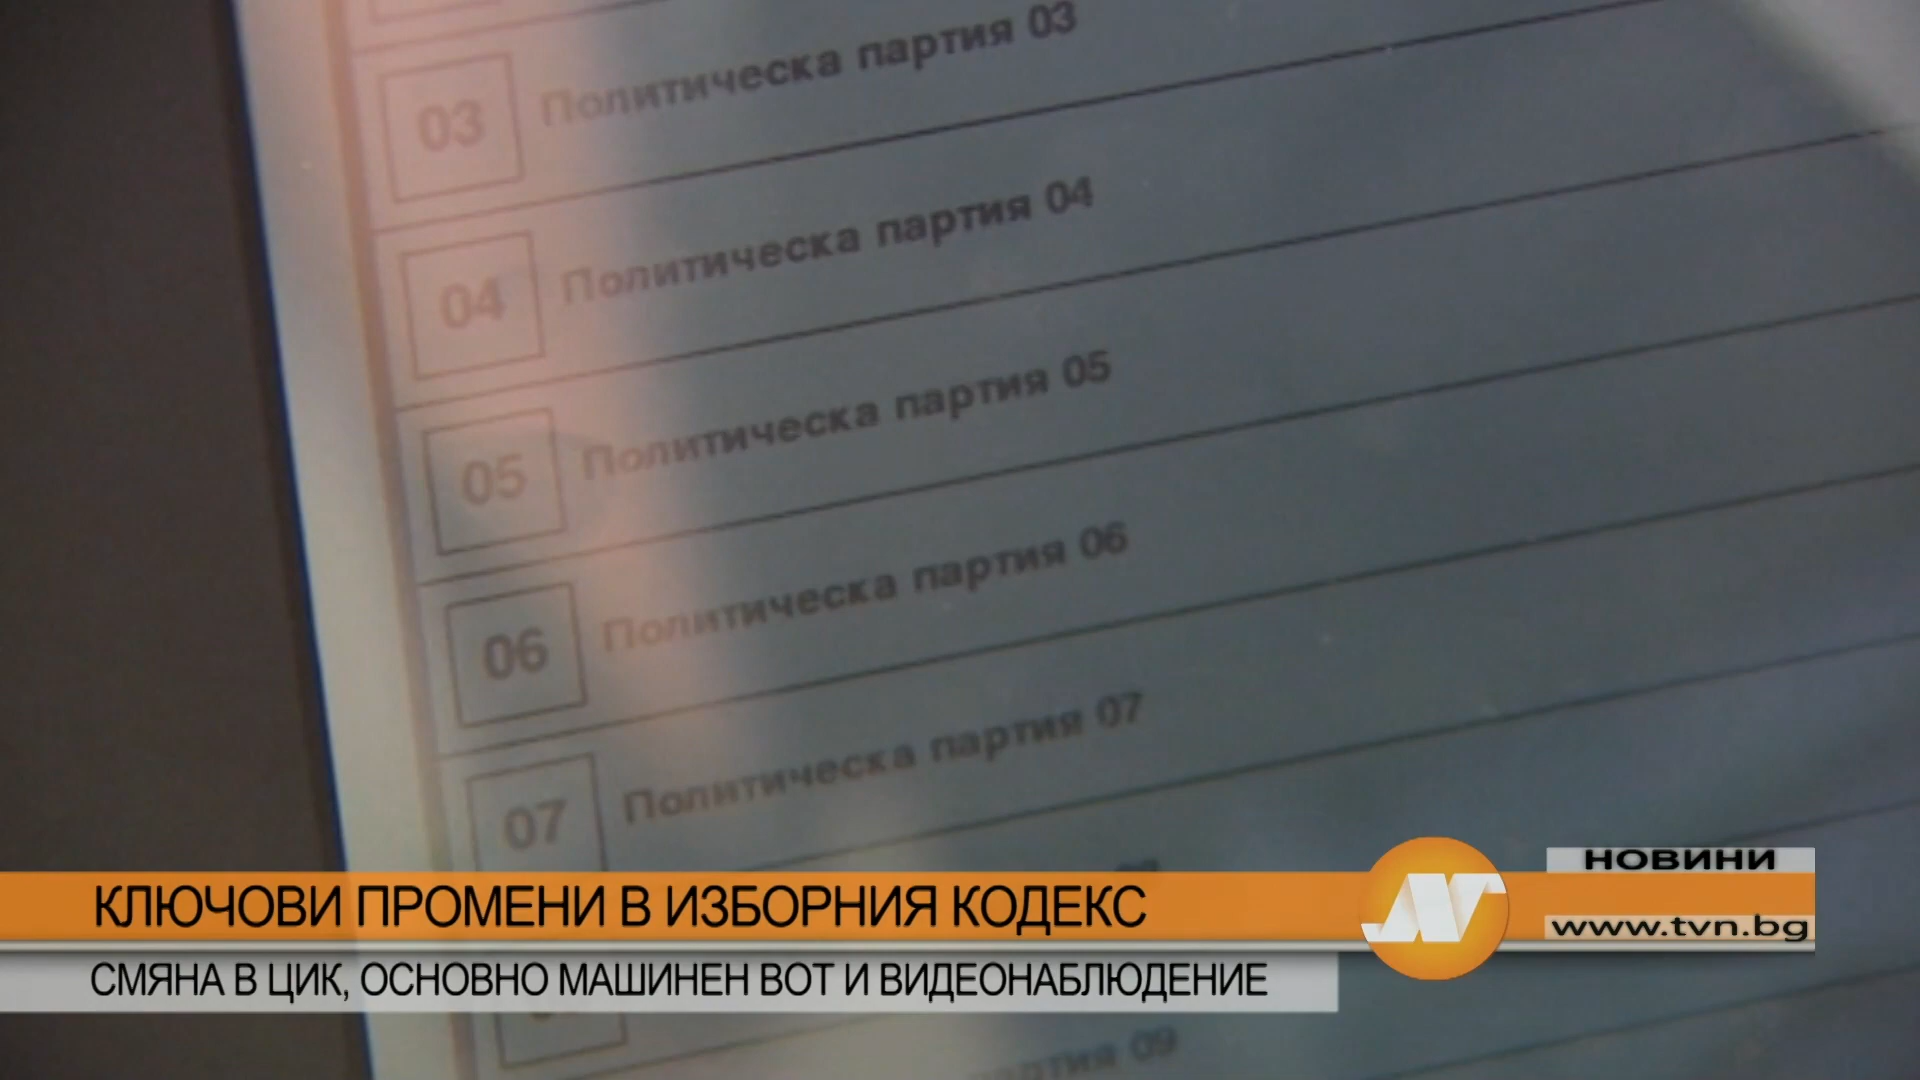 03 Политическа партия 03
04 Политическа партия 04
05 Политическа партия 05
06 Политическа партия 06
07 Политическа партия 07
КЛЮЧОВИ ПРОМЕНИ В ИЗБОРНИЯ КОДЕКС
НОВИНИ
www.tvn.bg
СМЯНА В ЦИК, ОСНОВНО МАШИНЕН ВОТ И ВИДЕОНАБЛЮДЕНИЕ
09